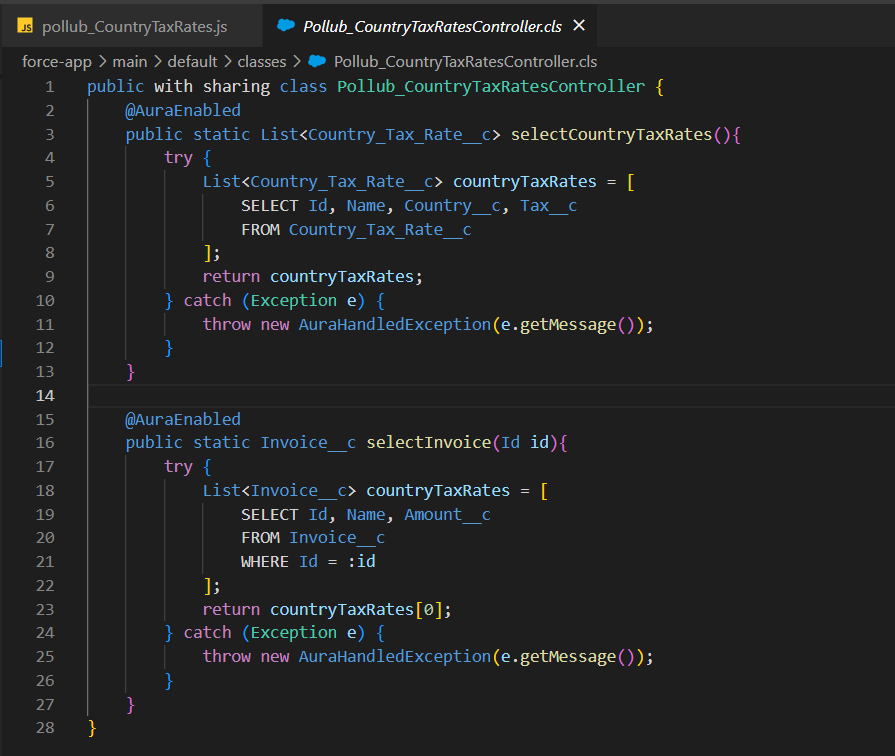 JS pollub_CountryTaxRates.js Pollub_CountryTaxRatesController.cls ×
force-app > main > default > classes > Pollub_CountryTaxRatesController.cls
1 public with sharing class Pollub_CountryTaxRatesController {
2 @AuraEnabled
3 public static List<Country_Tax_Rate__c> selectCountryTaxRates(){
4 try {
5 List<Country_Tax_Rate__c> countryTaxRates = [
6 SELECT Id, Name, Country__c, Tax__c
7 FROM Country_Tax_Rate__c
8 ];
9 return countryTaxRates;
10 } catch (Exception e) {
11 throw new AuraHandledException(e.getMessage());
12 }
13 }
14
15 @AuraEnabled
16 public static Invoice__c selectInvoice(Id id){
17 try {
18 List<Invoice__c> countryTaxRates = [
19 SELECT Id, Name, Amount__c
20 FROM Invoice__c
21 WHERE Id = :id
22 ];
23 return countryTaxRates[0];
24 } catch (Exception e) {
25 throw new AuraHandledException(e.getMessage());
26 }
27 }
28 }